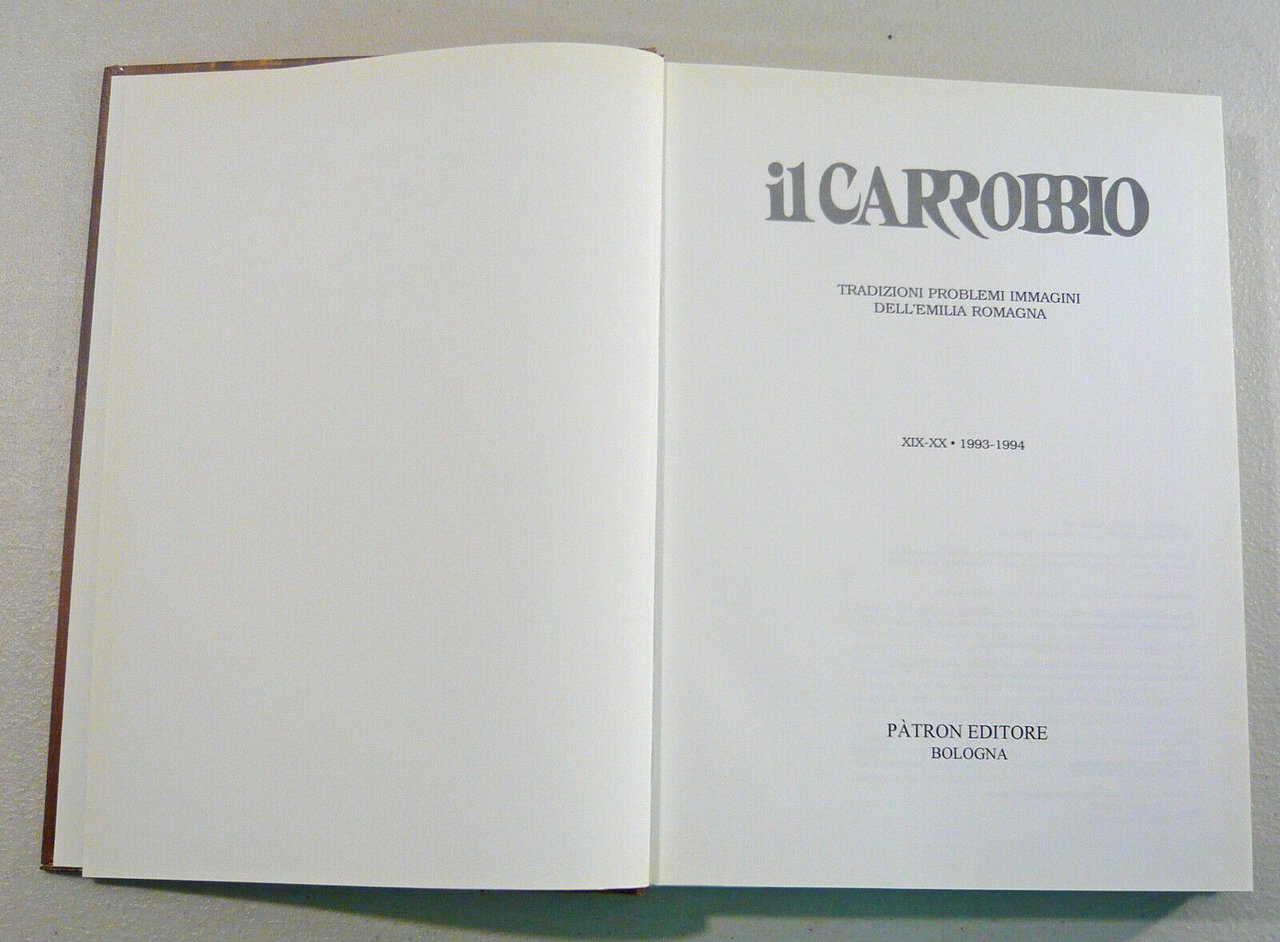 il CARROBBIO
TRADIZIONI PROBLEMI IMMAGINI
DELL'EMILIA ROMAGNA
XIX-XX • 1993-1994
PÀTRON EDITORE
BOLOGNA